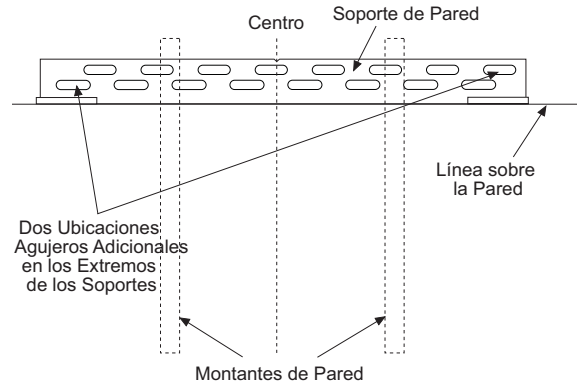 Soporte de Pared
Centro
Línea sobre
la Pared
Dos Ubicaciones
Agujeros Adicionales
en los Extremos
de los Soportes
Montantes de Pared